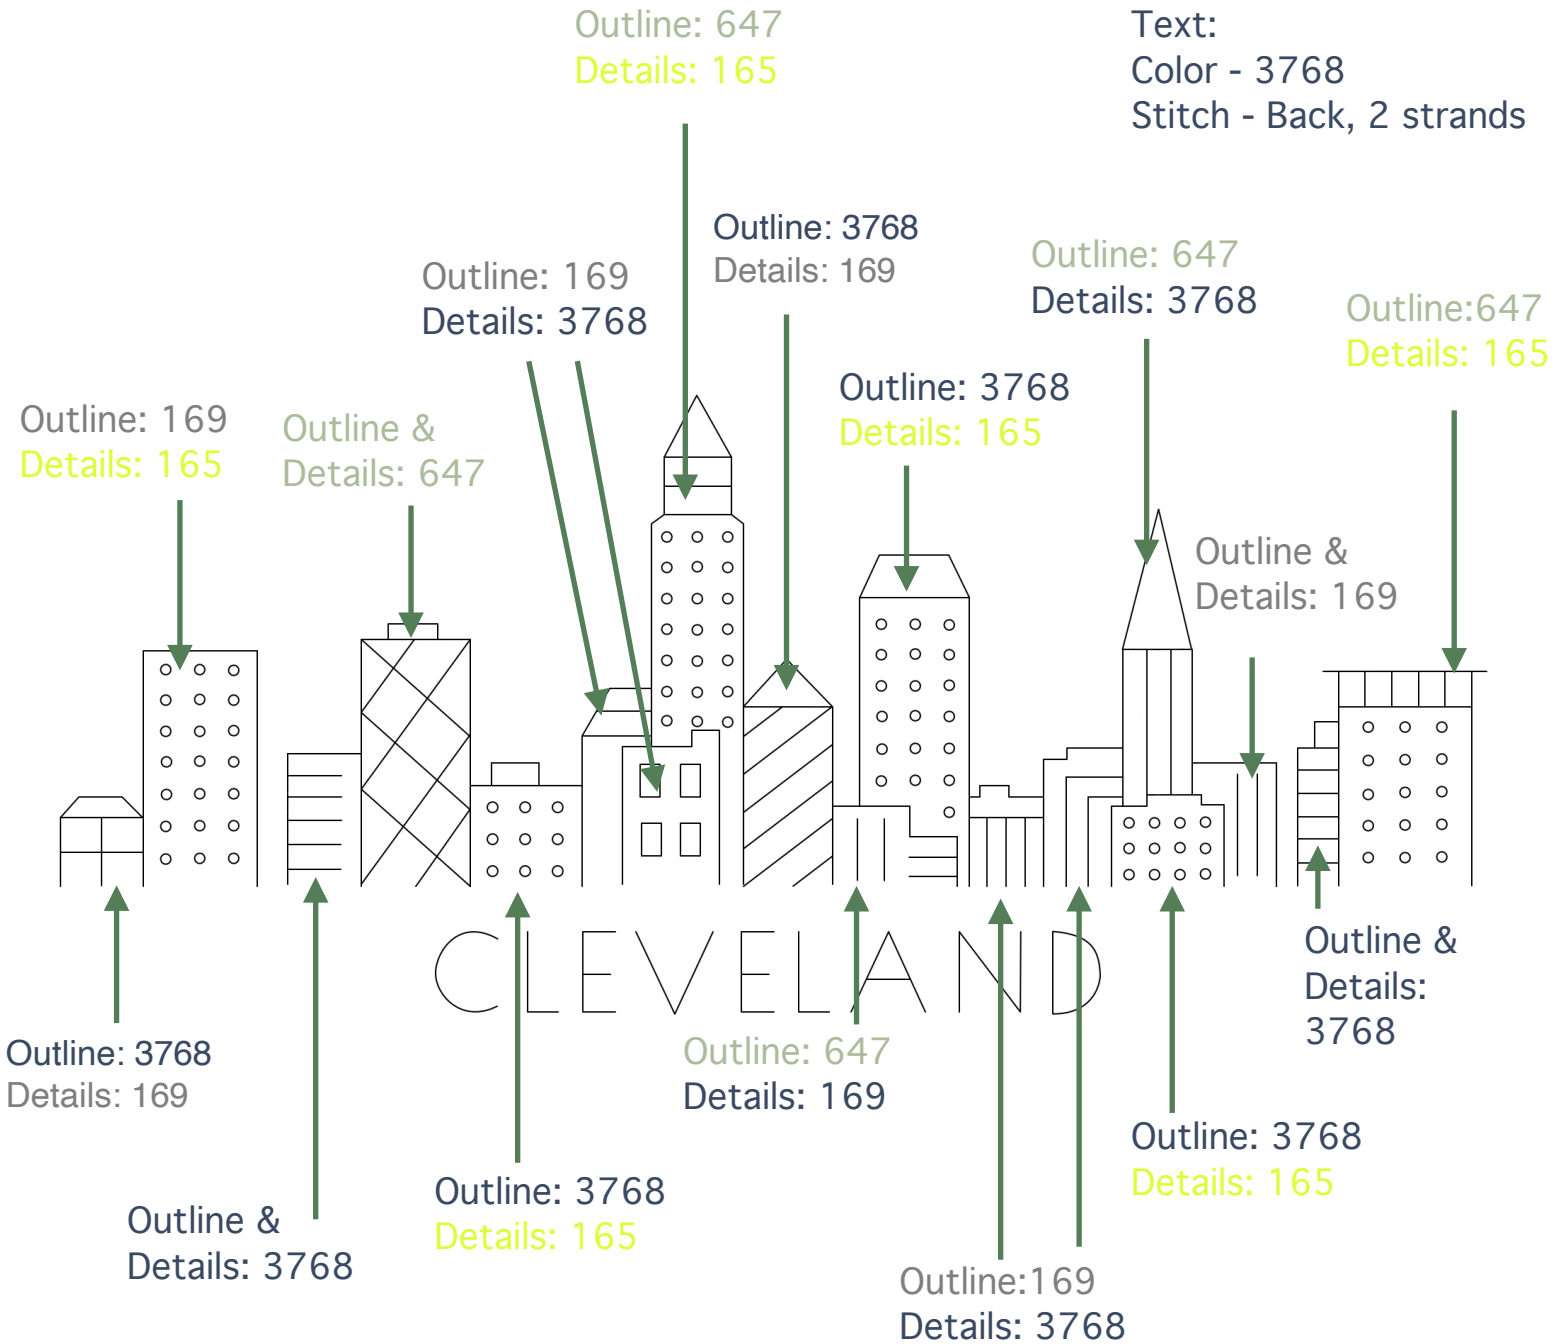 Outline: 647
Details: 165
Text:
Color - 3768
Stitch - Back, 2 strands
Outline: 3768
Details: 169
Outline: 647
Details: 3768
Outline: 169
Details: 3768
Outline:647
Details: 165
Outline: 3768
Details: 165
Outline: 169
Details: 165
Outline &
Details: 647
Outline &
Details: 169
CLEVELAND
Outline &
Details:
3768
Outline: 3768
Details: 169
Outline: 647
Details: 169
Outline: 3768
Details: 165
Outline: 3768
Details: 165
Outline &
Details: 3768
Outline:169
Details: 3768